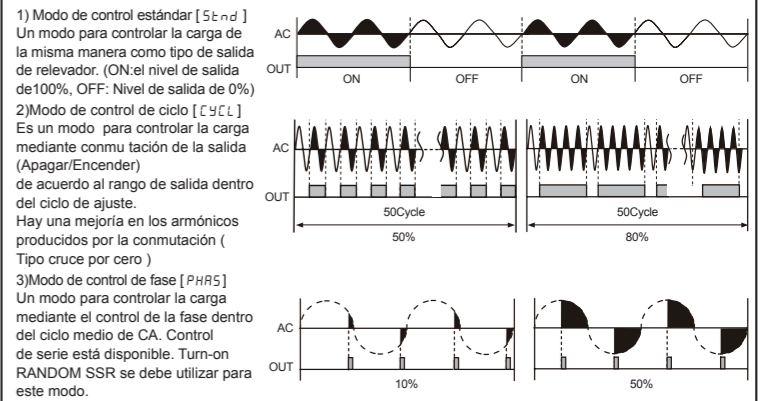 1) Modo de control estándar [ 5tnd ]
Un modo para controlar la carga de
la misma manera como tipo de salida
de relevador. (ON:el nivel de salida
de100%, OFF: Nivel de salida de 0%)
2)Modo de control de ciclo [ CYCL ]
Es un modo para controlar la carga
mediante conmu tación de la salida
(Apagar/Encender)
de acuerdo al rango de salida dentro
del ciclo de ajuste.
Hay una mejoría en los armónicos
producidos por la conmutación (
Tipo cruce por cero )
3)Modo de control de fase [ PHAS]
Un modo para controlar la carga
mediante el control de la fase dentro
del ciclo medio de CA. Control
de serie está disponible. Turn-on
RANDOM SSR se debe utilizar para
este modo.
AC
OUT
ON OFF ON OFF
AC
OUT
50Cycle 50Cycle
50% 80%
AC
OUT
10% 50%